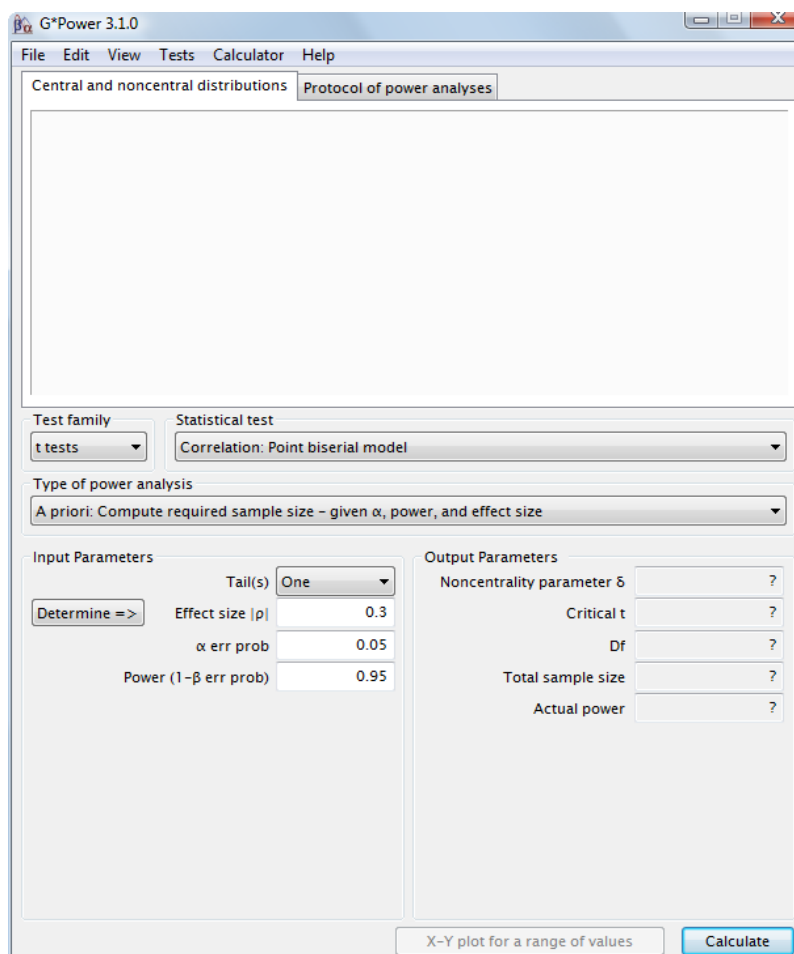 G*Power 3.1.0
File Edit View Tests Calculator Help
Central and noncentral distributions Protocol of power analyses
Test family Statistical test
t tests Correlation: Point biserial model
Type of power analysis
A priori: Compute required sample size – given α, power, and effect size
Input Parameters Output Parameters
Tail(s) One Noncentrality parameter δ ?
Determine => Effect size |ρ| 0.3 Critical t ?
α err prob 0.05 Df ?
Power (1–β err prob) 0.95 Total sample size ?
Actual power ?
X–Y plot for a range of values Calculate